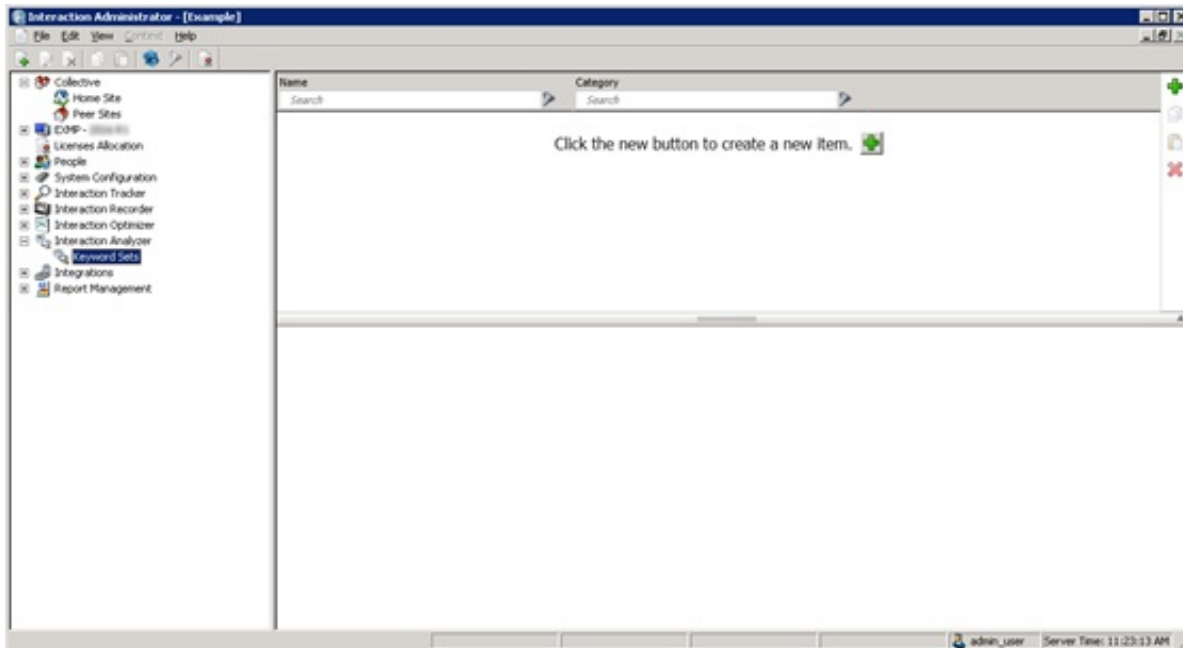 Interaction Administrator - [Example]
File Edit View Context Help
Collective
Home Site
Peer Sites
EXMP-
Licenses Allocation
People
System Configuration
Interaction Tracker
Interaction Recorder
Interaction Optimizer
Interaction Analyzer
Keyword Sets
Integrations
Report Management
Name Category
Search Search
Click the new button to create a new item.
admin_user Server Time: 11:23:13 AM